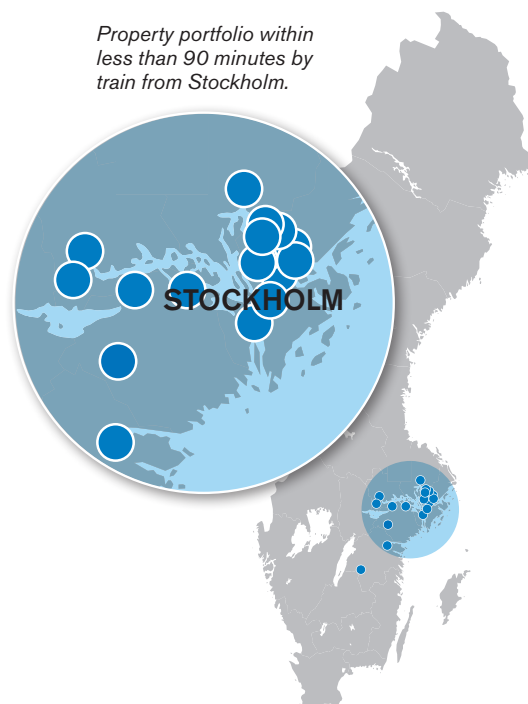 Property portfolio within
less than 90 minutes by
train from Stockholm.
STOCKHOLM